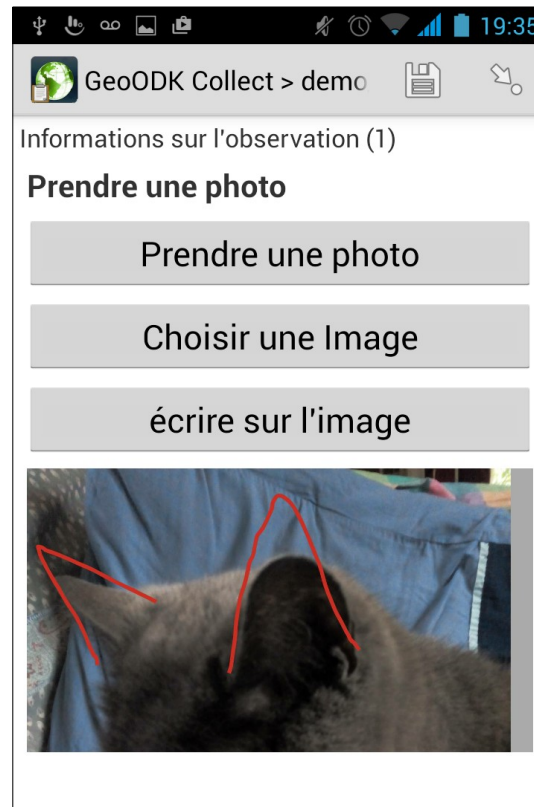 19:35
GeoODK Collect > demo
Informations sur l'observation (1)
Prendre une photo
Prendre une photo
Choisir une Image
écrire sur l'image